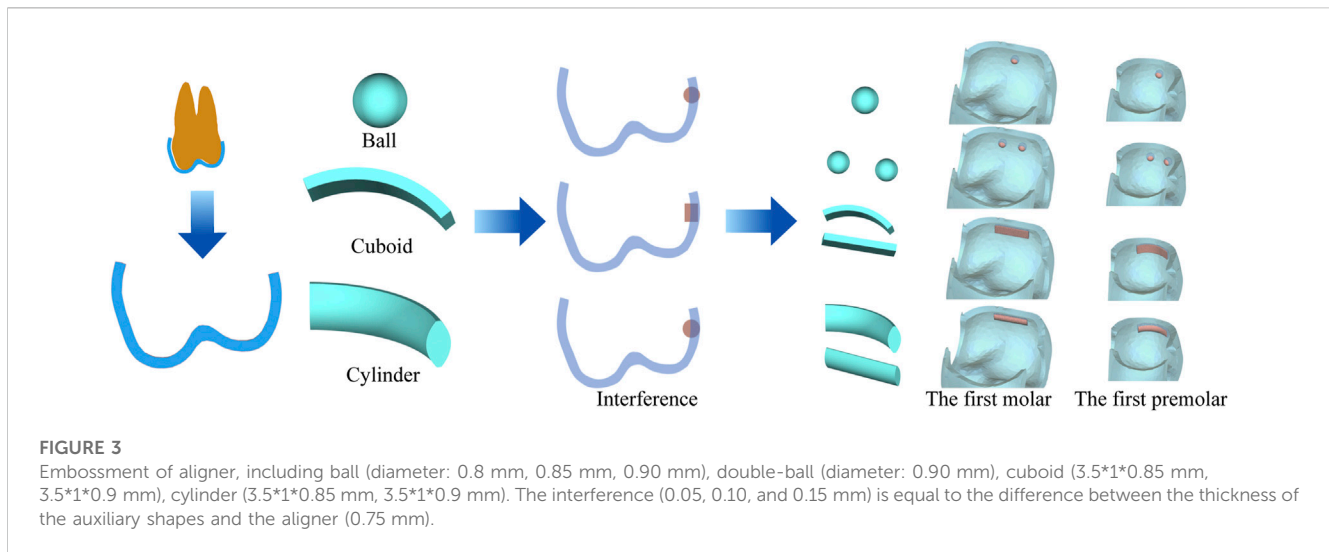 Ball
Cuboid
Cylinder
Interference
The first molar
The first premolar
FIGURE 3
Embossment of aligner, including ball (diameter: 0.8 mm, 0.85 mm, 0.90 mm), double-ball (diameter: 0.90 mm), cuboid (3.5*1*0.85 mm,
3.5*1*0.9 mm), cylinder (3.5*1*0.85 mm, 3.5*1*0.9 mm). The interference (0.05, 0.10, and 0.15 mm) is equal to the difference between the thickness of
the auxiliary shapes and the aligner (0.75 mm).